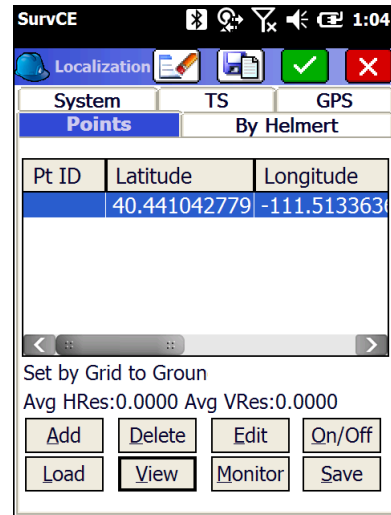 SurvCE 1:04
Localization
System TS GPS
Points By Helmert
Pt ID Latitude Longitude
40.441042779 -111.5133636
Set by Grid to Groun
Avg HRes:0.0000 Avg VRes:0.0000
Add Delete Edit On/Off
Load View Monitor Save